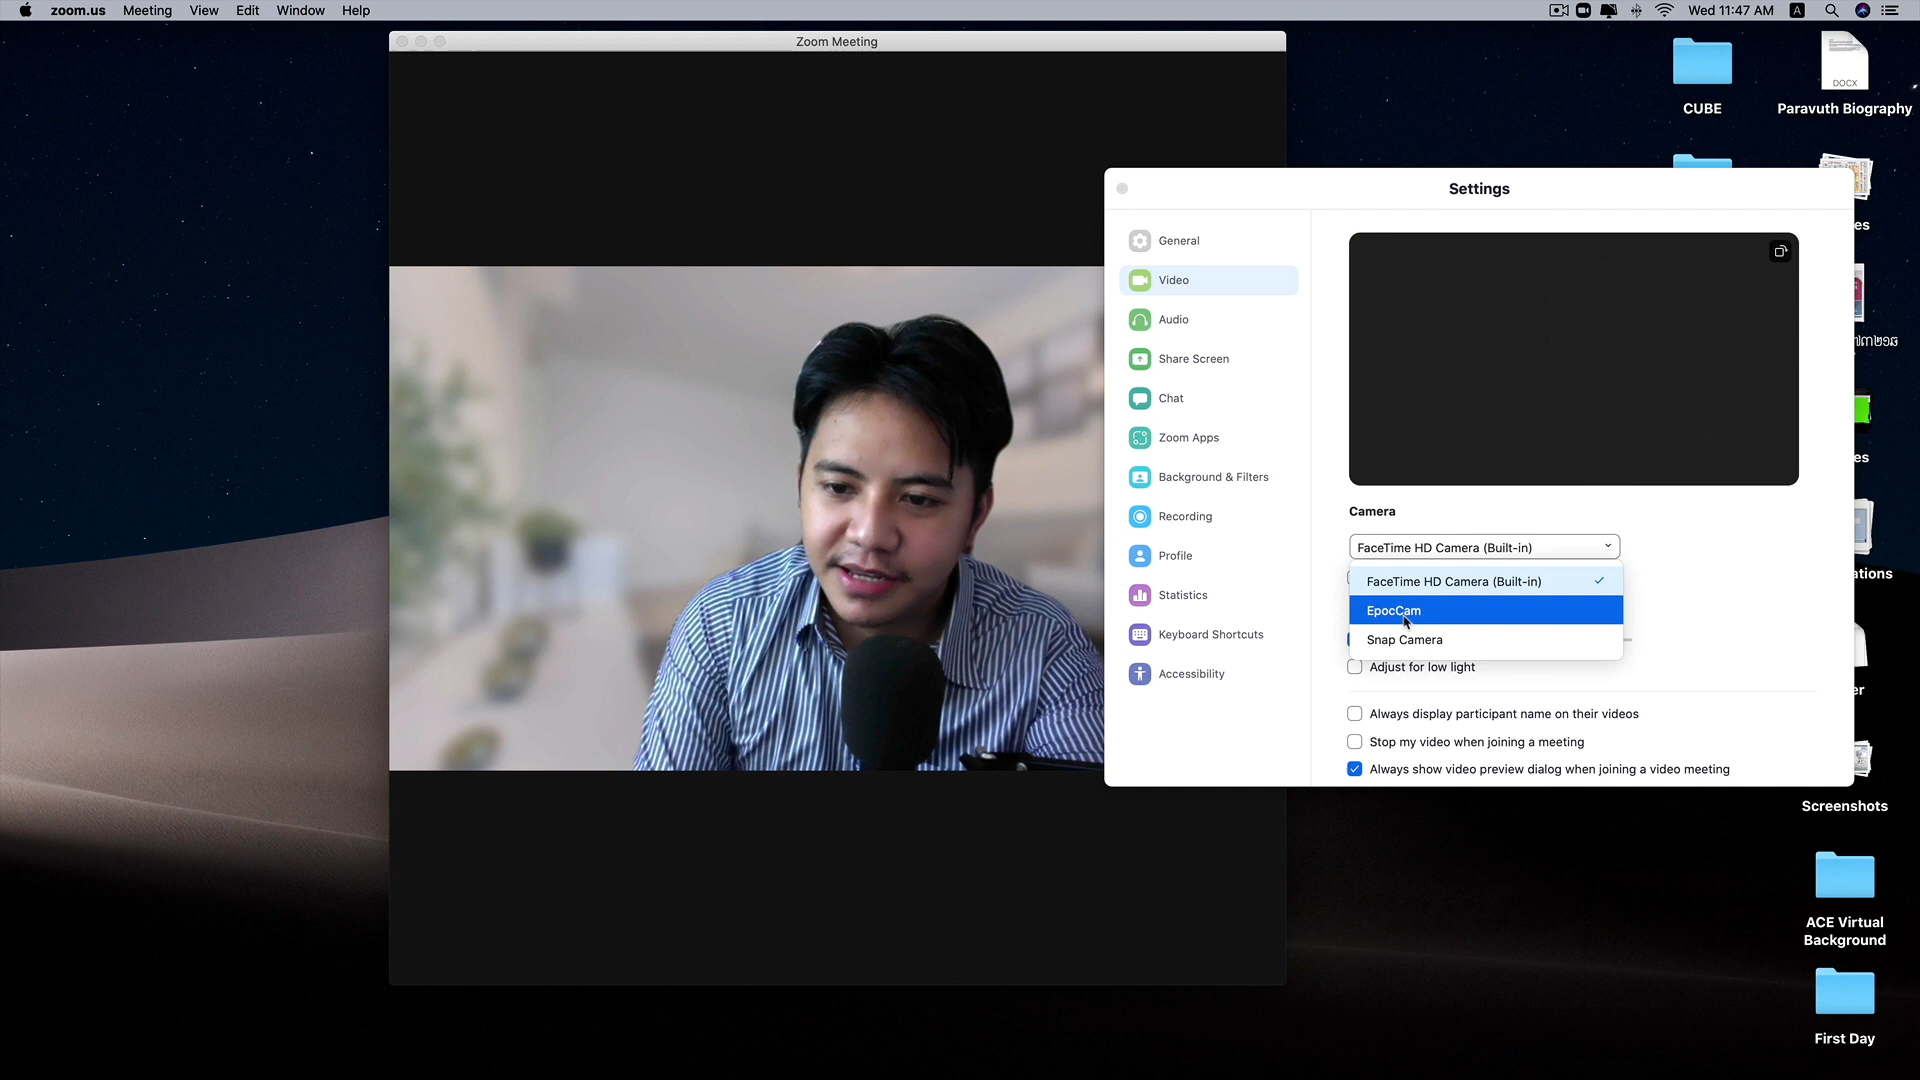 zoom.us Meeting View Edit Window Help
Wed 11:47 AM A
Zoom Meeting
CUBE
DOCX
Paravuth Biography
Settings
General
Video
Audio
Share Screen
Chat
Zoom Apps
Background & Filters
Recording
Profile
Statistics
Keyboard Shortcuts
Accessibility
Camera
FaceTime HD Camera (Built-in)
FaceTime HD Camera (Built-in)
EpocCam
Snap Camera
Adjust for low light
Always display participant name on their videos
Stop my video when joining a meeting
Always show video preview dialog when joining a video meeting
es
es
ations
er
Screenshots
ACE Virtual
Background
First Day